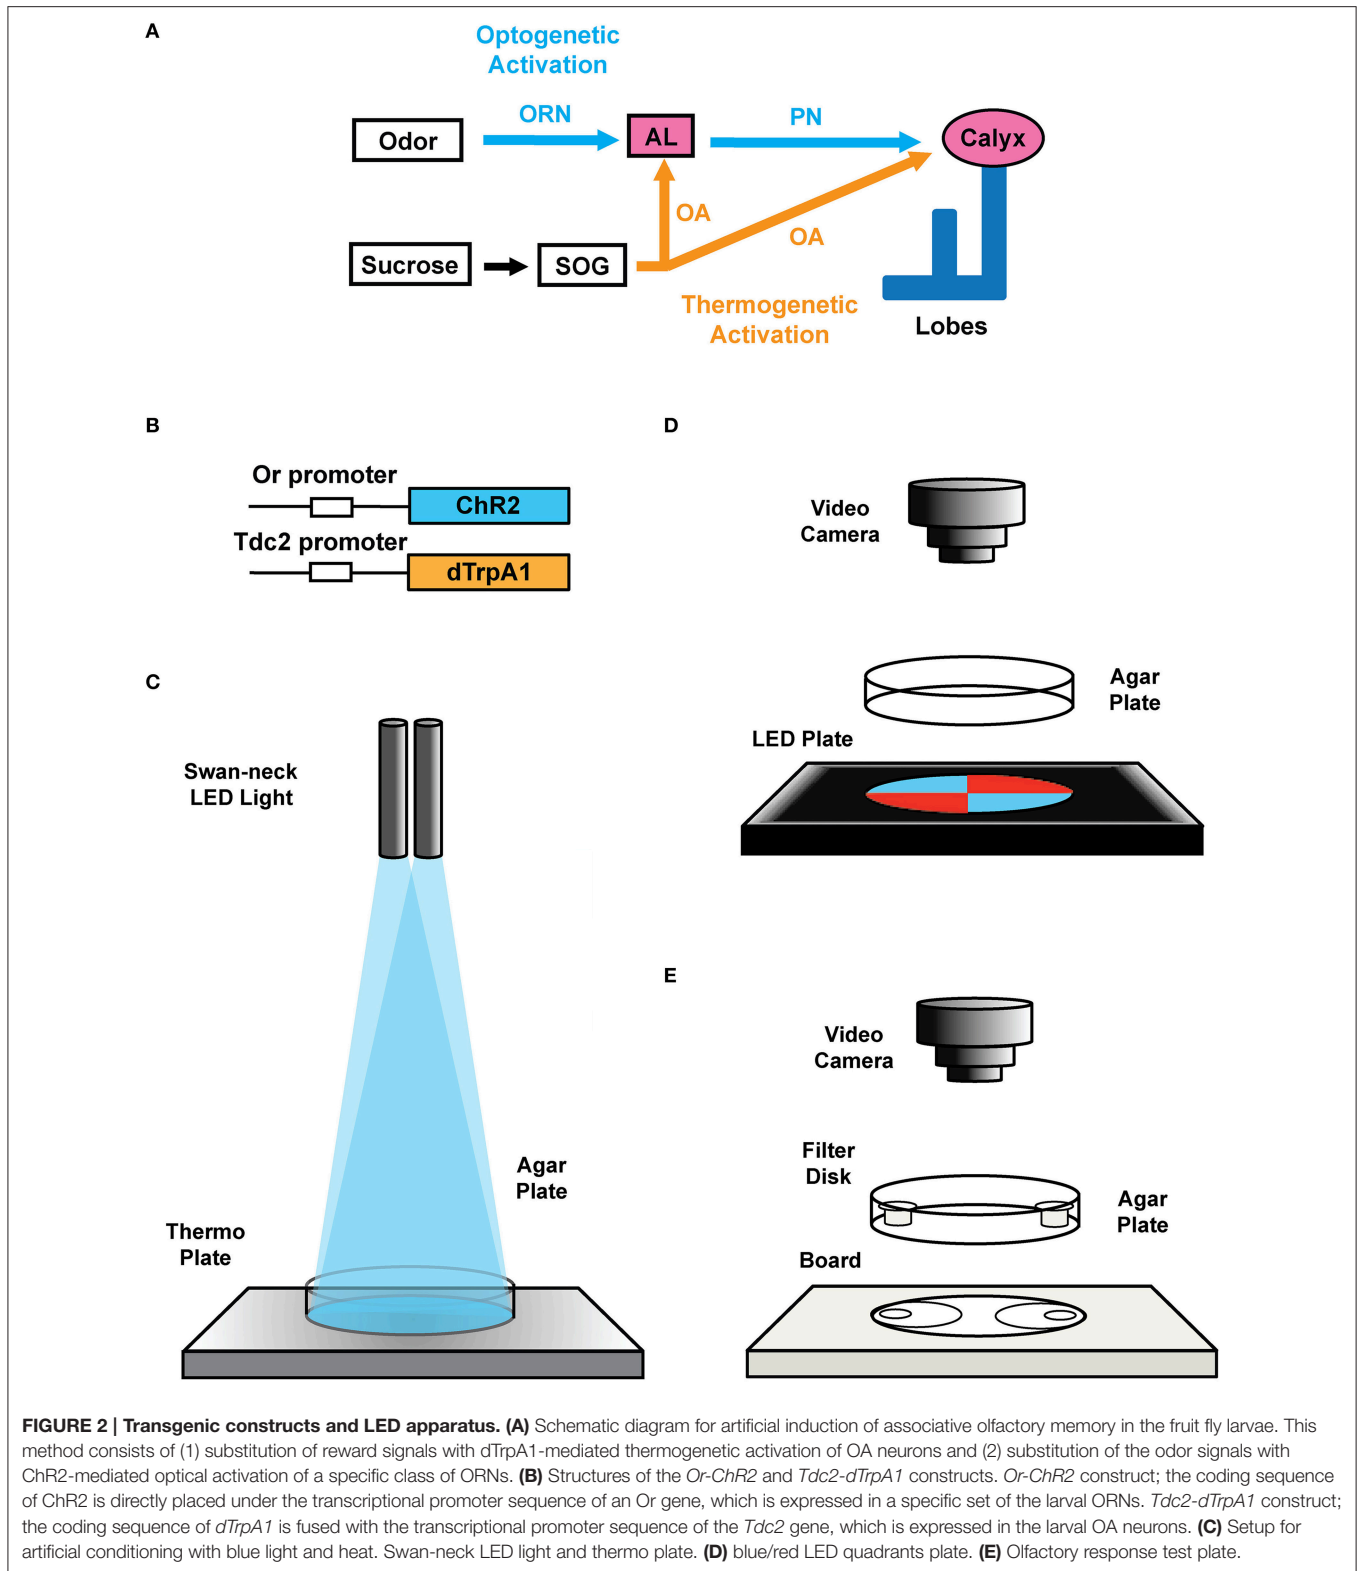 A
Optogenetic
Activation
ORN
PN
Odor
AL
Calyx
OA
OA
Sucrose
SOG
Thermogenetic
Activation
Lobes
B
Or promoter
ChR2
Tdc2 promoter
dTrpA1
C
Swan-neck
LED Light
Agar
Plate
Thermo
Plate
D
Video
Camera
Agar
Plate
LED Plate
E
Video
Camera
Filter
Disk
Agar
Plate
Board
FIGURE 2 | Transgenic constructs and LED apparatus. (A) Schematic diagram for artificial induction of associative olfactory memory in the fruit fly larvae. This
method consists of (1) substitution of reward signals with dTrpA1-mediated thermogenetic activation of OA neurons and (2) substitution of the odor signals with
ChR2-mediated optical activation of a specific class of ORNs. (B) Structures of the Or-ChR2 and Tdc2-dTrpA1 constructs. Or-ChR2 construct; the coding sequence
of ChR2 is directly placed under the transcriptional promoter sequence of an Or gene, which is expressed in a specific set of the larval ORNs. Tdc2-dTrpA1 construct;
the coding sequence of dTrpA1 is fused with the transcriptional promoter sequence of the Tdc2 gene, which is expressed in the larval OA neurons. (C) Setup for
artificial conditioning with blue light and heat. Swan-neck LED light and thermo plate. (D) blue/red LED quadrants plate. (E) Olfactory response test plate.